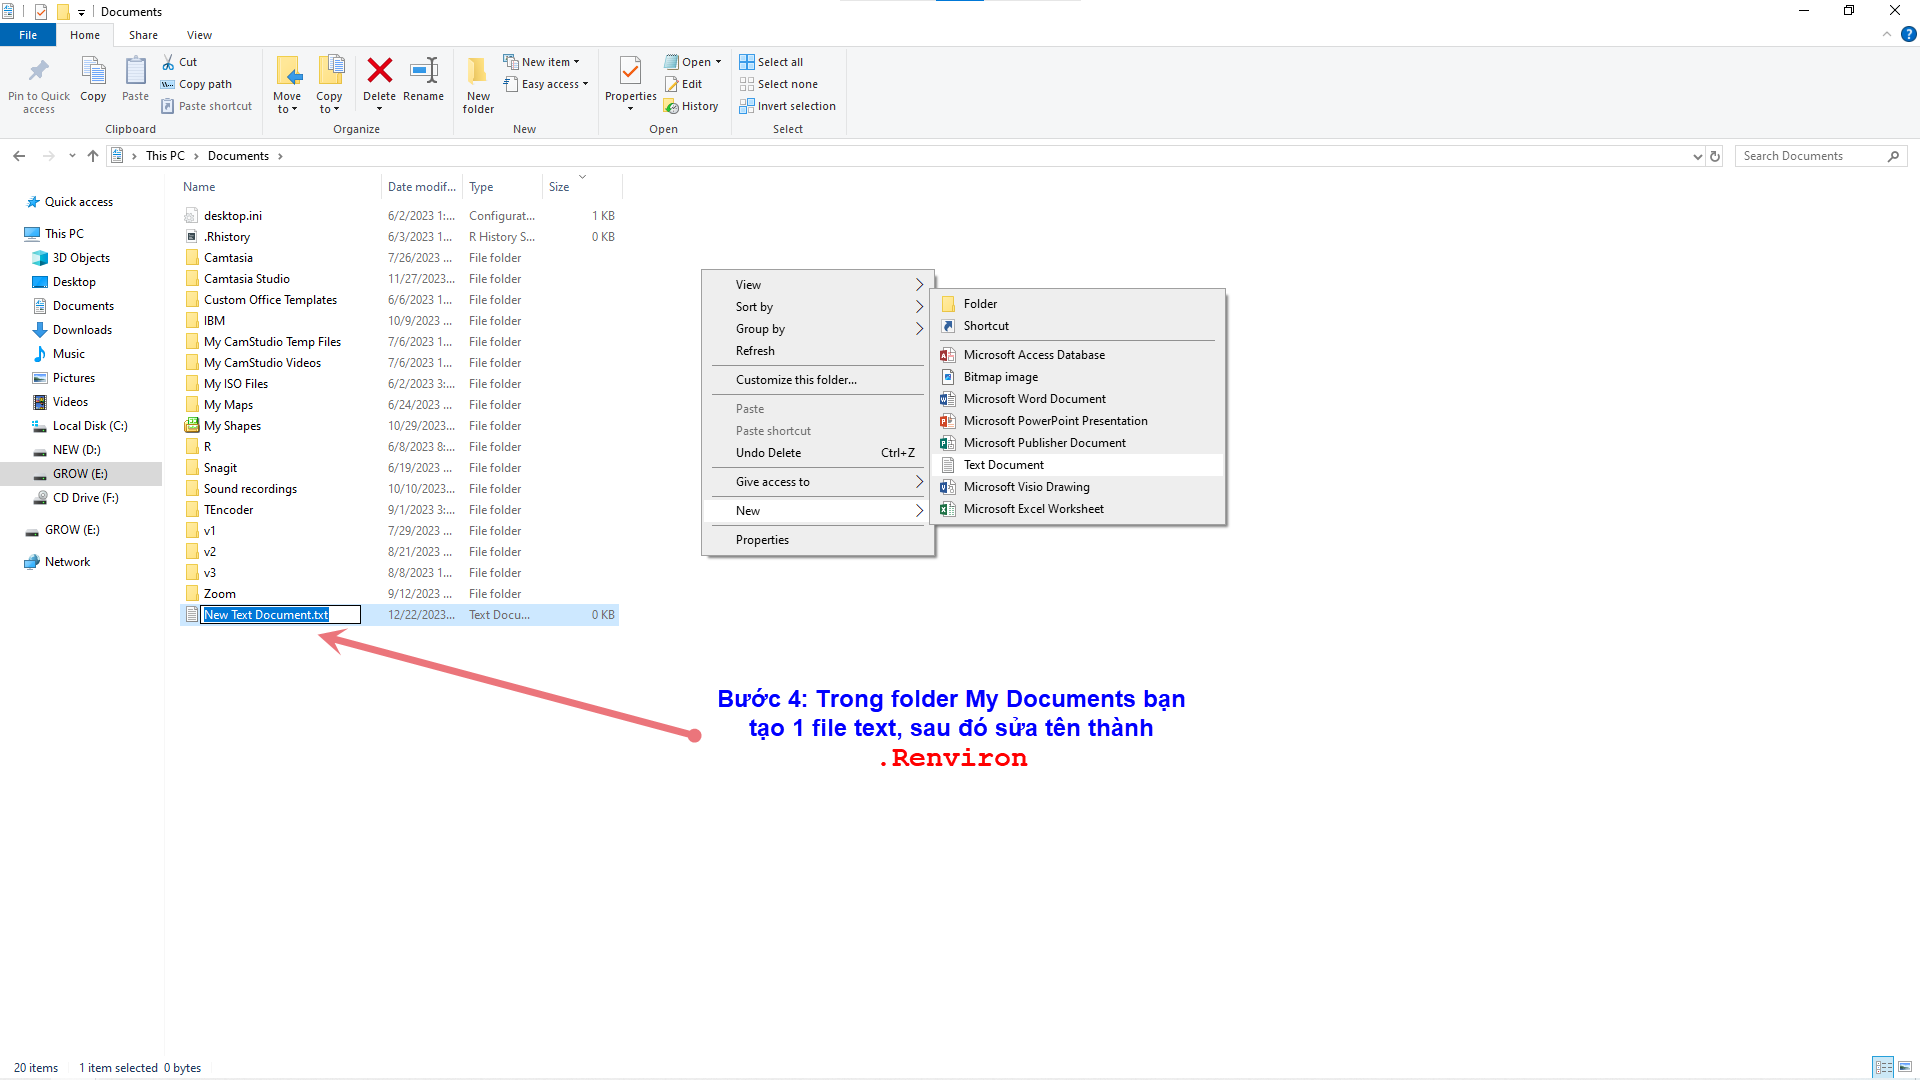 Documents
File Home Share View
Pin to Quick access
Copy
Paste
Cut
Copy path
Paste shortcut
Clipboard
Move to
Copy to
Delete
Rename
Organize
New folder
New item
Easy access
New
Properties
Open
Edit
History
Open
Select all
Select none
Invert selection
Select
This PC Documents
Search Documents
Quick access
This PC
3D Objects
Desktop
Documents
Downloads
Music
Pictures
Videos
Local Disk (C:)
NEW (D:)
GROW (E:)
CD Drive (F:)
GROW (E:)
Network
Name Date modif... Type Size
desktop.ini 6/2/2023 1:... Configurat... 1 KB
.Rhistory 6/3/2023 1... R History S... 0 KB
Camtasia 7/26/2023 ... File folder
Camtasia Studio 11/27/2023... File folder
Custom Office Templates 6/6/2023 1... File folder
IBM 10/9/2023 ... File folder
My CamStudio Temp Files 7/6/2023 1... File folder
My CamStudio Videos 7/6/2023 1... File folder
My ISO Files 6/2/2023 3:... File folder
My Maps 6/24/2023 ... File folder
My Shapes 10/29/2023... File folder
R 6/8/2023 8:... File folder
Snagit 6/19/2023 ... File folder
Sound recordings 10/10/2023... File folder
TEncoder 9/1/2023 3:... File folder
v1 7/29/2023 ... File folder
v2 8/21/2023 ... File folder
v3 8/8/2023 1... File folder
Zoom 9/12/2023 ... File folder
New Text Document.txt 12/22/2023... Text Docu... 0 KB
View
Sort by
Group by
Refresh
Customize this folder...
Paste
Paste shortcut
Undo Delete Ctrl+Z
Give access to
New
Properties
Folder
Shortcut
Microsoft Access Database
Bitmap image
Microsoft Word Document
Microsoft PowerPoint Presentation
Microsoft Publisher Document
Text Document
Microsoft Visio Drawing
Microsoft Excel Worksheet
Bước 4: Trong folder My Documents bạn
tạo 1 file text, sau đó sửa tên thành
.Renviron
20 items 1 item selected 0 bytes